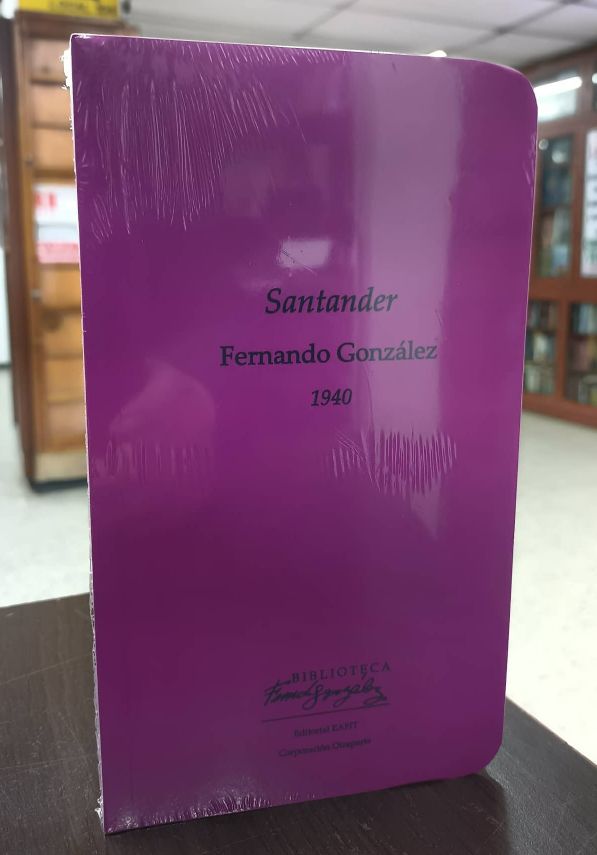 Santander
Fernando González
1940
BIBLIOTECA
Fernando González
Editorial EAFIT
Corporación Otraparte